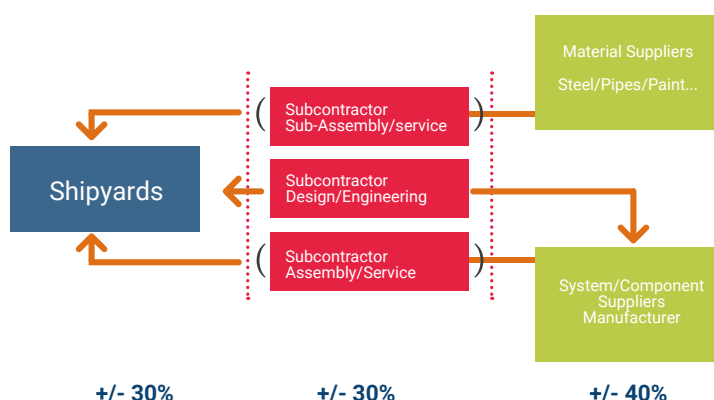 Material Suppliers
Steel/Pipes/Paint...
( Subcontractor )
Sub-Assembly/service
Shipyards
Subcontractor
Design/Engineering
( Subcontractor )
Assembly/Service
System/Component
Suppliers
Manufacturer
+/- 30%
+/- 30%
+/- 40%